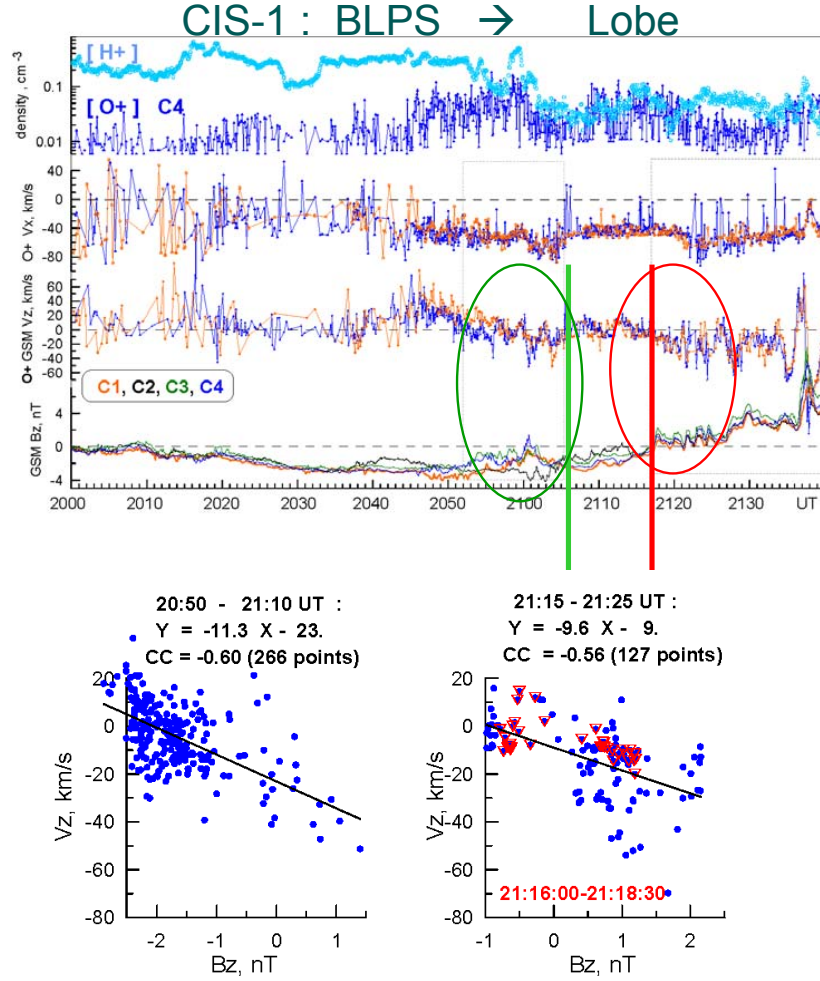 CIS-1 : BLPS → Lobe
[ H+ ]
[ O+ ] C4
density , cm -3
0.1
0.01
O+ Vx, km/s
40
0
-40
-80
O+ GSM Vz, km/s
60
40
20
0
-20
-40
-60
C1, C2, C3, C4
GSM Bz, nT
4
0
-4
2000 2010 2020 2030 2040 2050 2100 2110 2120 2130 UT
20:50 - 21:10 UT :
Y = -11.3 X - 23.
CC = -0.60 (266 points)
Vz, km/s
20
0
-20
-40
-60
-80
-2 -1 0 1
Bz, nT
21:15 - 21:25 UT :
Y = -9.6 X - 9.
CC = -0.56 (127 points)
Vz, km/s
20
0
-20
-40
-60
-80
21:16:00-21:18:30
-1 0 1 2
Bz, nT